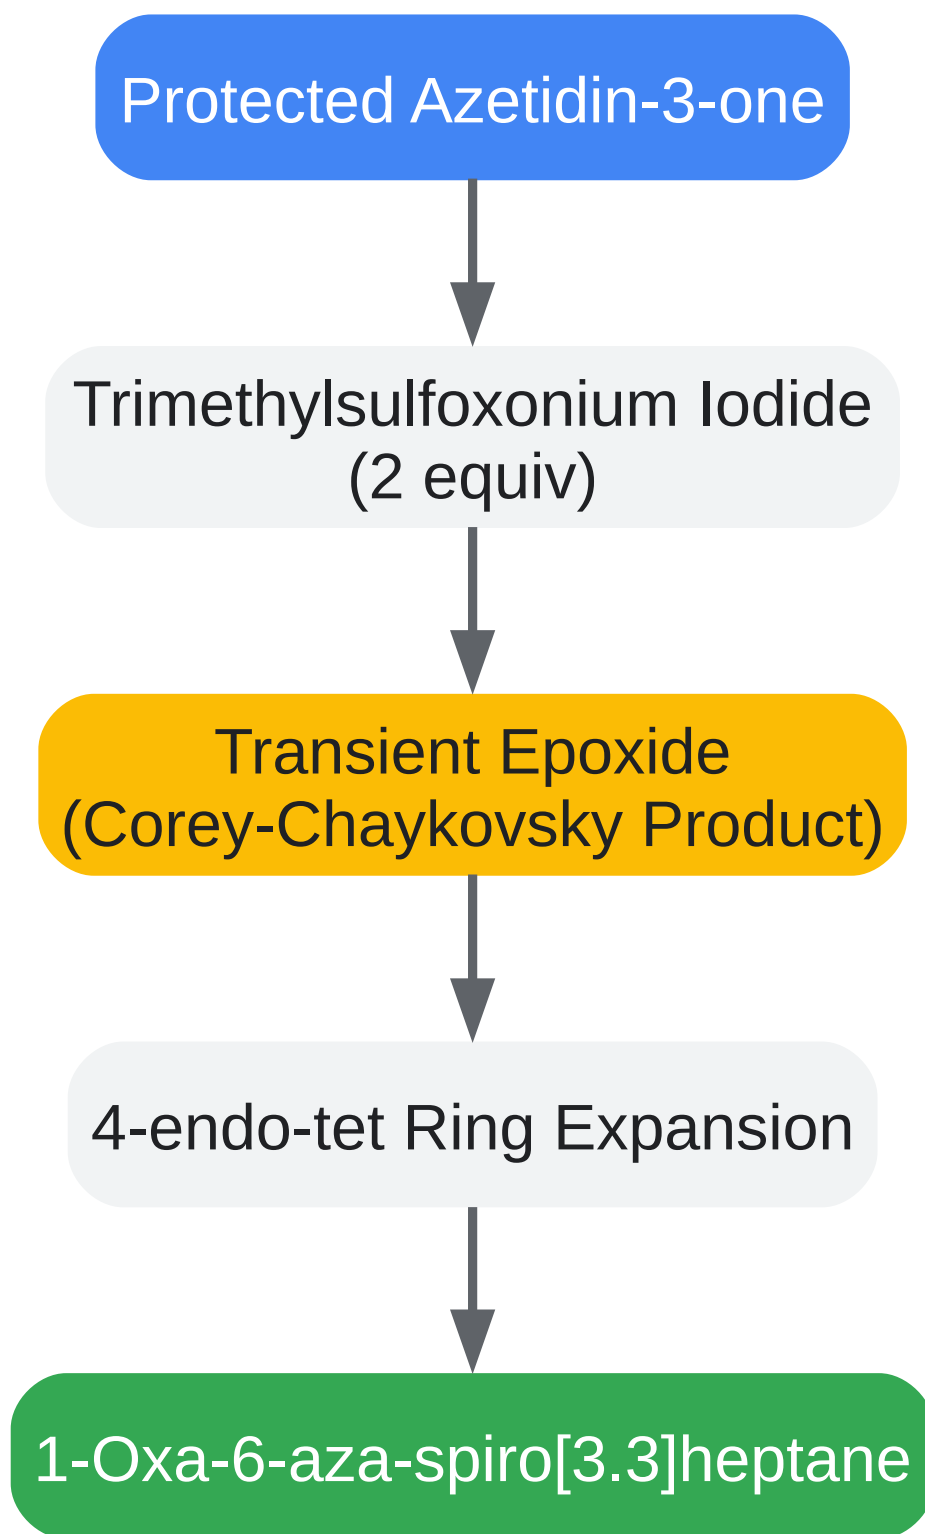 Protected Azetidin-3-one
Trimethylsulfoxonium Iodide
(2 equiv)
Transient Epoxide
(Corey-Chaykovsky Product)
4-endo-tet Ring Expansion
1-Oxa-6-aza-spiro[3.3]heptane